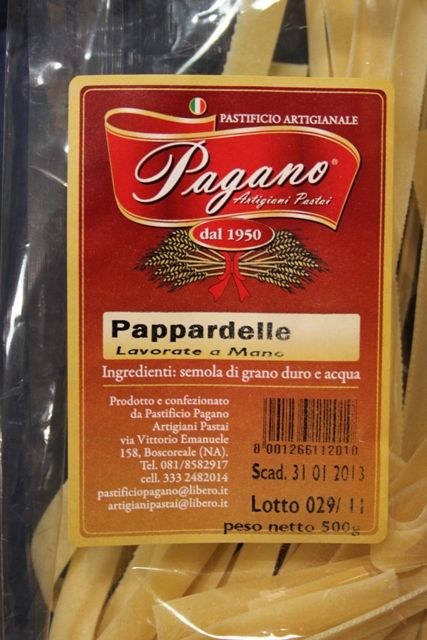 PASTIFICIO ARTIGIANALE
Pagano®
Artigiani Pastai
dal 1950
Pappardelle
Lavorate a Mano
Ingredienti: semola di grano duro e acqua
Prodotto e confezionato
da Pastificio Pagano
Artigiani Pastai
via Vittorio Emanuele
158, Boscoreale (NA).
Tel. 081/8582917
cell. 333 2482014
pastificiopagano@libero.it
artigianipastai@libero.it
8 001266112010
Scad. 31 01 2013
Lotto 029/ 11
peso netto 500g